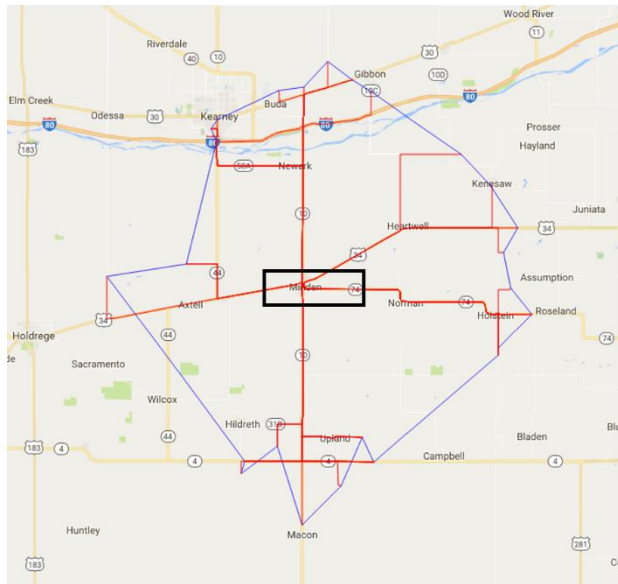 Wood River
Riverdale
40
10
30
11
Gibbon
10C
10D
Elm Creek
Odessa
30
Kearney
Buda
80
80
80
183
Prosser
Hayland
50A
Newark
Kenesaw
10
Heartwell
34
Juniata
34
44
Minden
74
Assumption
Axtell
Norman
74
Holstein
Roseland
34
44
Holdrege
74
10
Sacramento
Wilcox
Hildreth
Upland
Bladen
44
183
4
4
4
Campbell
4
Huntley
Macon
281
183